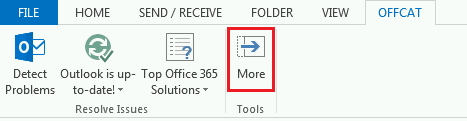 FILE HOME SEND / RECEIVE FOLDER VIEW OFFCAT
Detect Outlook is up- Top Office 365 More
Problems to-date! Solutions
Resolve Issues Tools